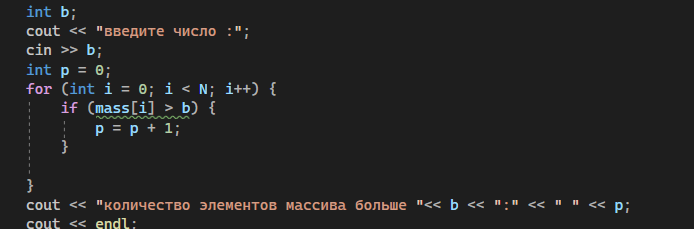 int b;
cout << "введите число :";
cin >> b;
int p = 0;
for (int i = 0; i < N; i++) {
if (mass[i] > b) {
p = p + 1;
}
}
cout << "количество элементов массива больше "<< b << ":" << " " << p;
cout << endl;